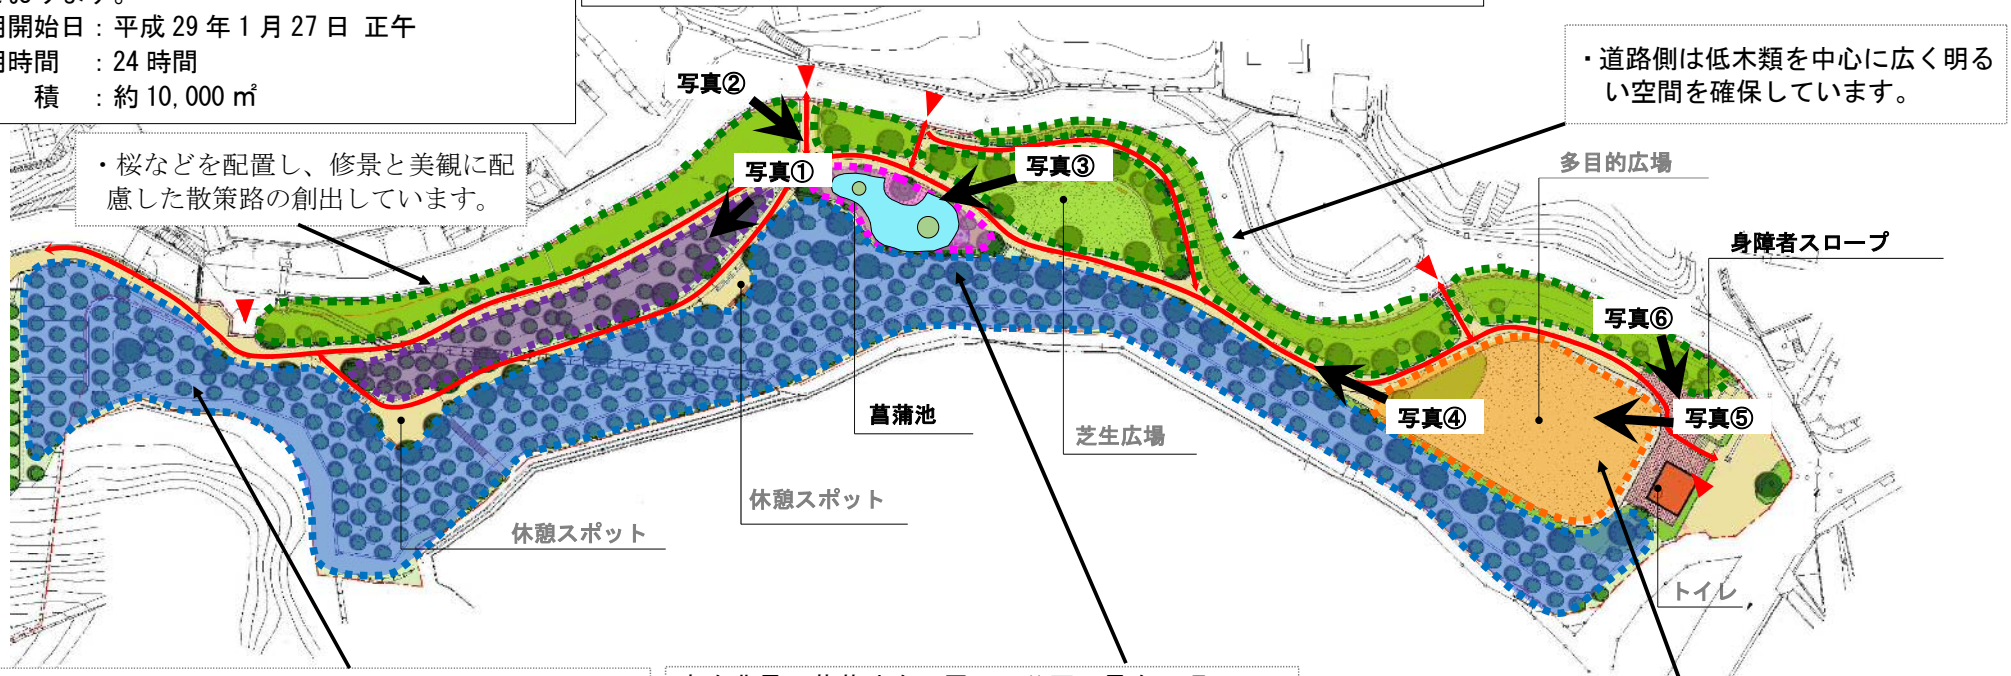 開始日：平成 29 年 1 月 27 日 正午
時間 ：24 時間
積 ：約 10,000 ㎡
・桜などを配置し、修景と美観に配
慮した散策路の創出しています。
・道路側は低木類を中心に広く明る
い空間を確保しています。
写真②
写真①
写真③
多目的広場
身障者スロープ
写真⑥
写真④
写真⑤
菖蒲池
芝生広場
休憩スポット
休憩スポット
トイレ